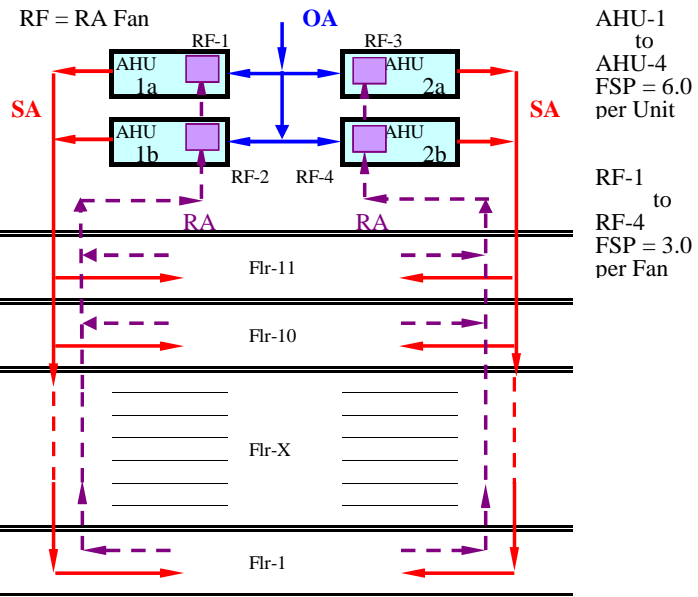 RF = RA Fan
OA
AHU-1
to
AHU-4
FSP = 6.0
per Unit
RF-1
RF-3
AHU
1a
AHU
2a
SA
SA
AHU
1b
AHU
2b
RF-2
RF-4
RF-1
to
RF-4
FSP = 3.0
per Fan
RA
RA
Flr-11
Flr-10
Flr-X
Flr-1